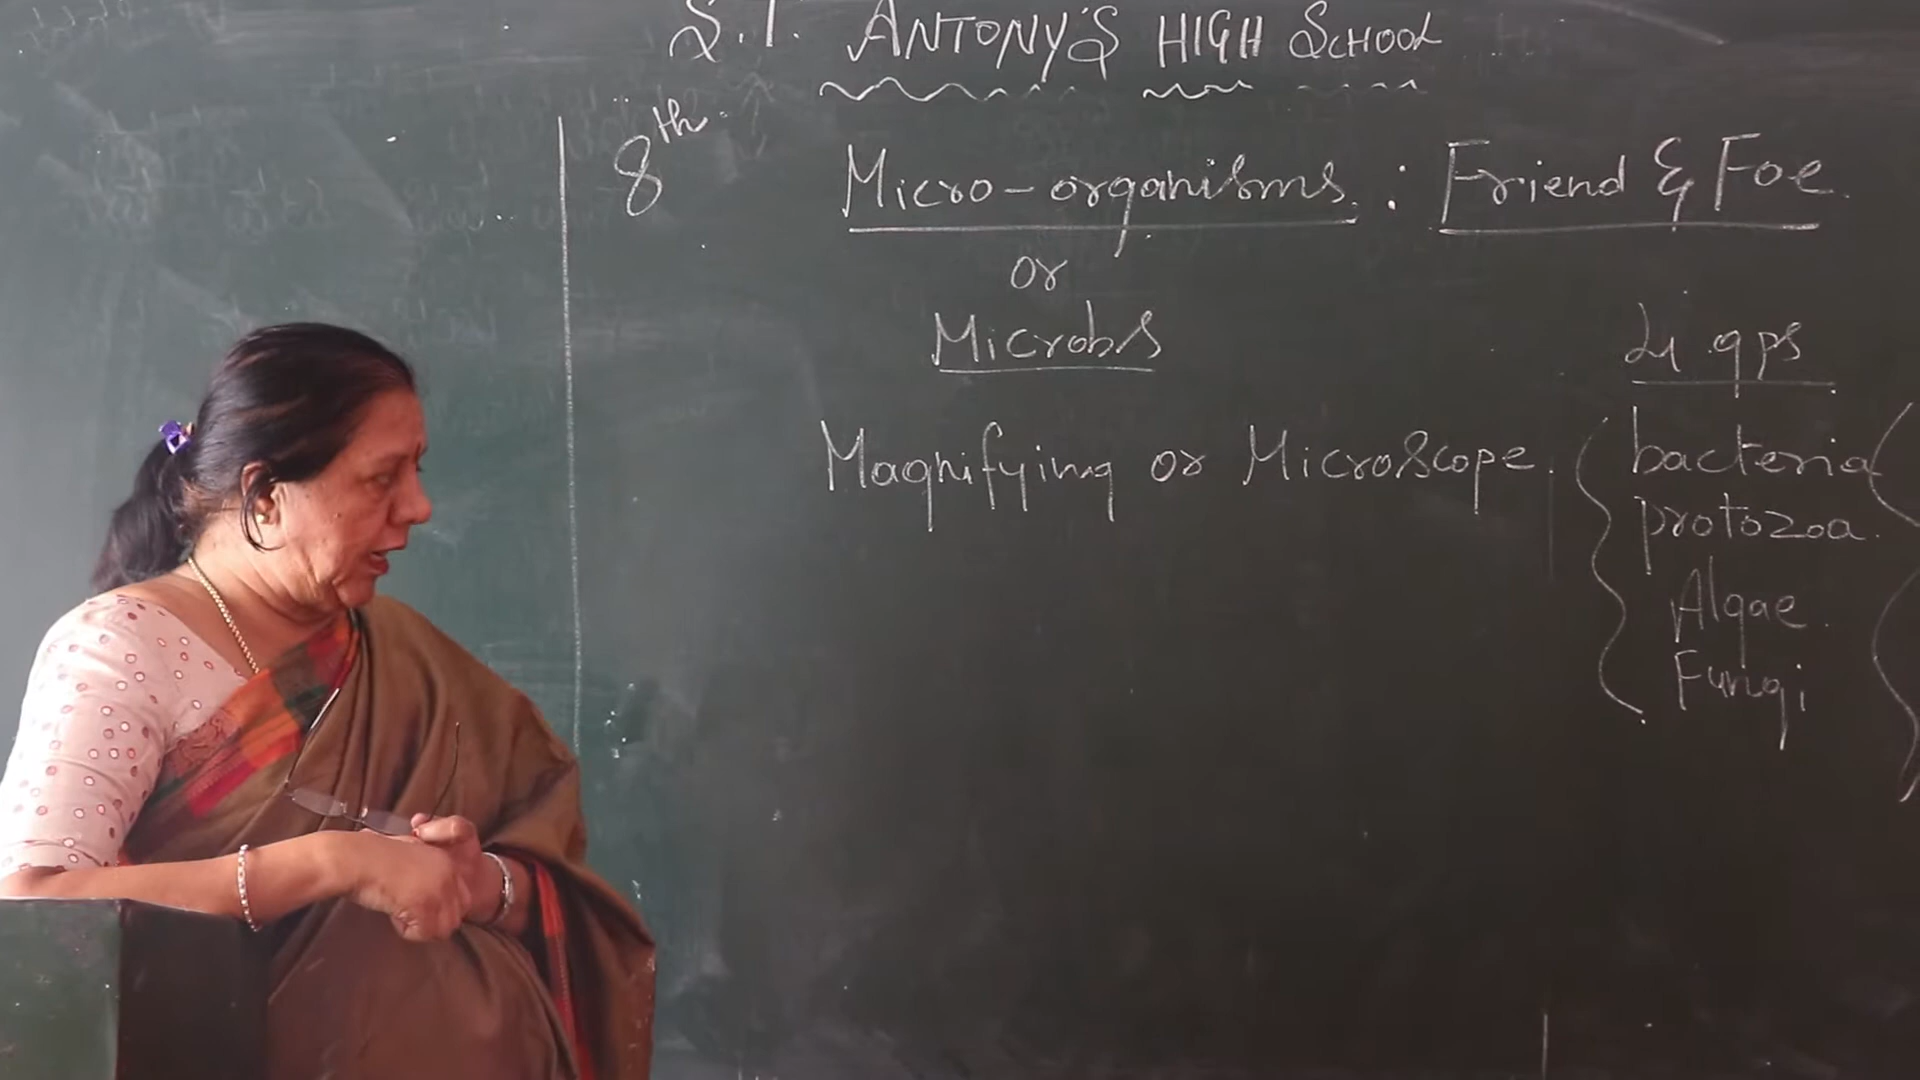 S.T. ANTONY'S HIGH SCHOOL
8th
Micro-organisms : Friend & Foe.
or
Microbs
Magnifying or Microscope.
4 gps
bacteria
protozoa.
Algae.
Fungi